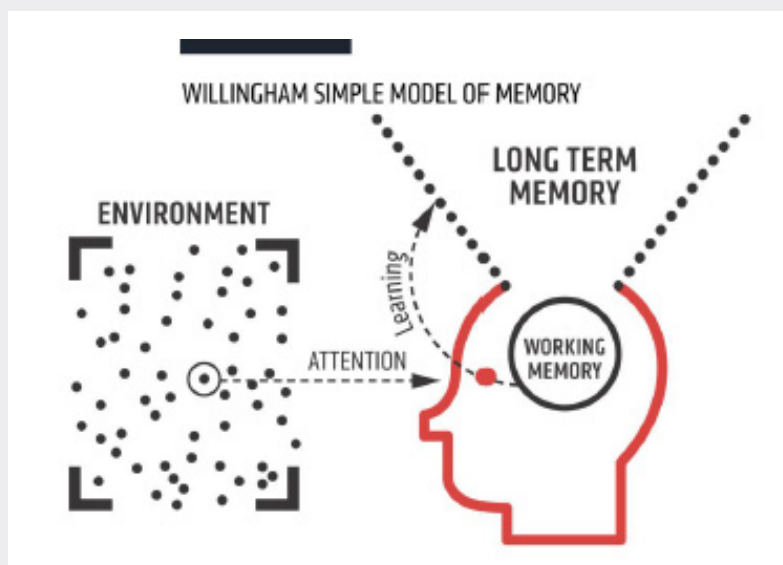 WILLINGHAM SIMPLE MODEL OF MEMORY
LONG TERM
MEMORY
ENVIRONMENT
Learning
ATTENTION
WORKING
MEMORY